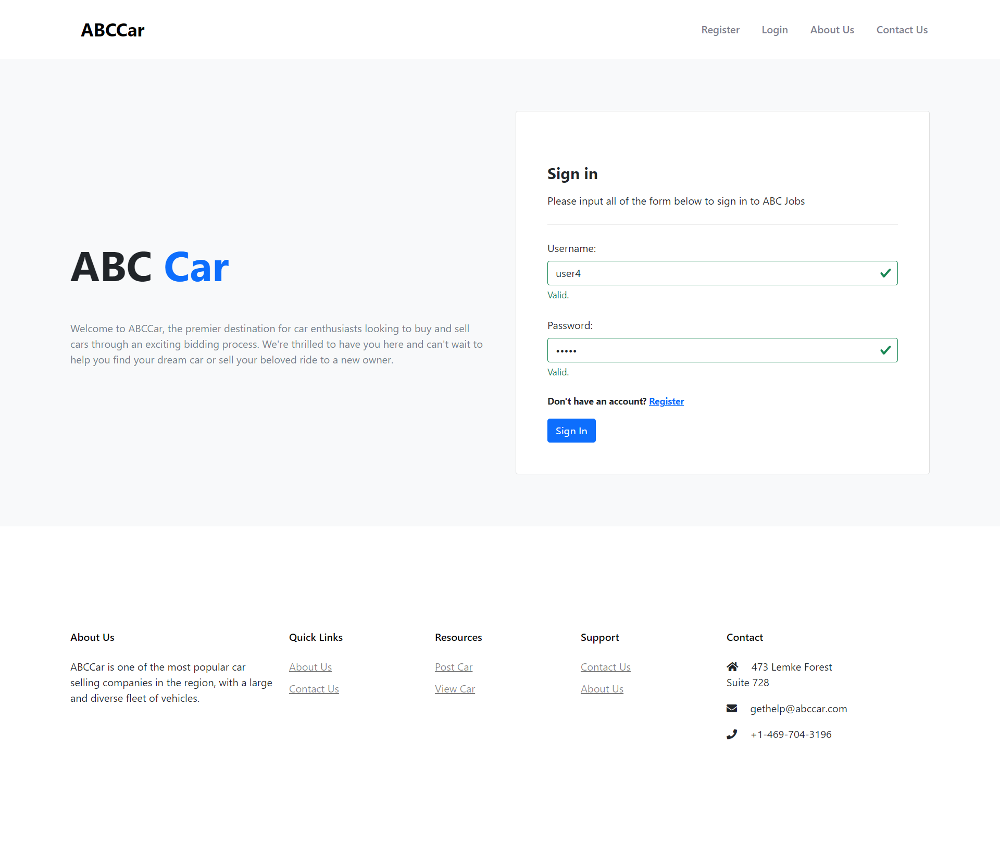 ABCCar
Register
Login
About Us
Contact Us
ABC Car
Welcome to ABCCar, the premier destination for car enthusiasts looking to buy and sell
cars through an exciting bidding process. We're thrilled to have you here and can't wait to
help you find your dream car or sell your beloved ride to a new owner.
Sign in
Please input all of the form below to sign in to ABC Jobs
Username:
user4
Valid.
Password:
•••••
Valid.
Don't have an account? Register
Sign In
About Us
ABCCar is one of the most popular car
selling companies in the region, with a large
and diverse fleet of vehicles.
Quick Links
About Us
Contact Us
Resources
Post Car
View Car
Support
Contact Us
About Us
Contact
473 Lemke Forest
Suite 728
gethelp@abccar.com
+1-469-704-3196